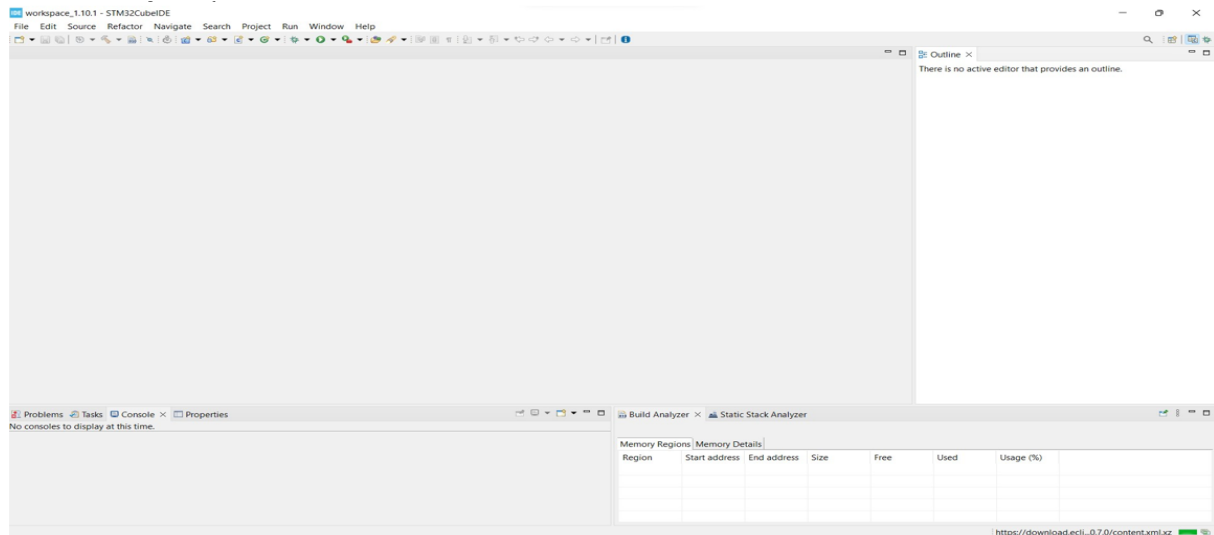 IDE workspace_1.10.1 - STM32CubeIDE
File Edit Source Refactor Navigate Search Project Run Window Help
Outline
There is no active editor that provides an outline.
Problems Tasks Console Properties
No consoles to display at this time.
Build Analyzer Static Stack Analyzer
Memory Regions Memory Details
Region Start address End address Size Free Used Usage (%)
https://download.ecli...0.7.0/content.xml.xz